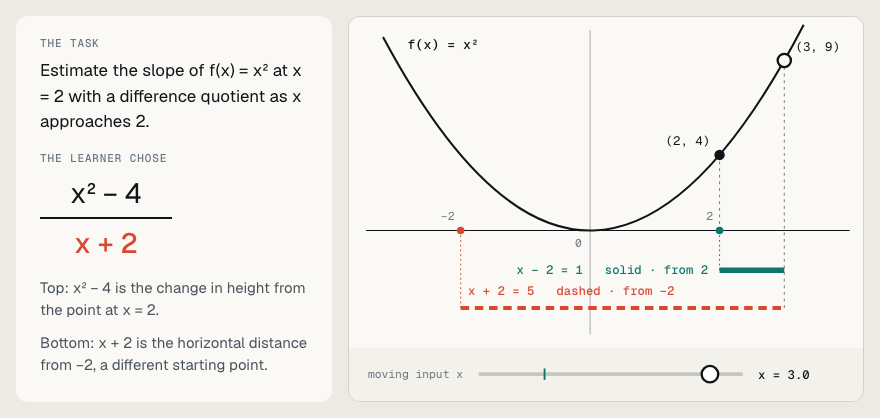 THE TASK
Estimate the slope of f(x) = x² at x
= 2 with a difference quotient as x
approaches 2.
THE LEARNER CHOSE
x² – 4
x + 2
Top: x² – 4 is the change in height from
the point at x = 2.
Bottom: x + 2 is the horizontal distance
from −2, a different starting point.
f(x) = x²
(3, 9)
(2, 4)
−2
2
0
x − 2 = 1 solid · from 2
x + 2 = 5 dashed · from −2
moving input x
x = 3.0